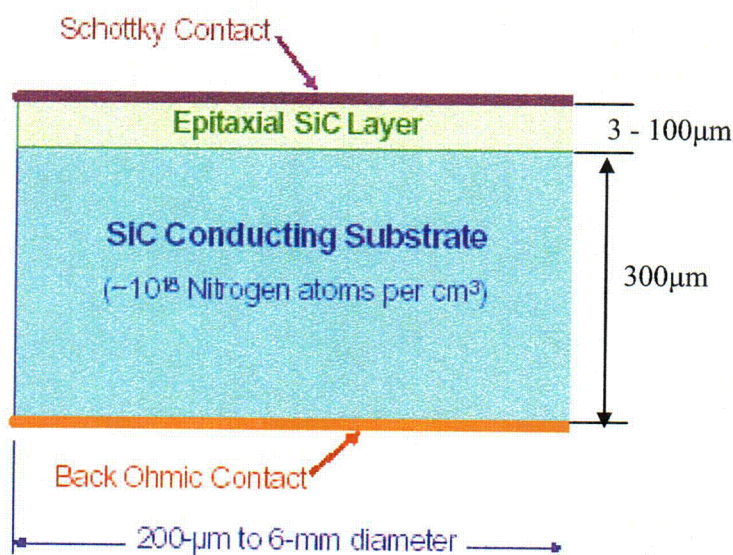 Schottky Contact
Epitaxial SiC Layer
3 - 100μm
SiC Conducting Substrate
(~10¹⁸ Nitrogen atoms per cm³)
300μm
Back Ohmic Contact
200-μm to 6-mm diameter